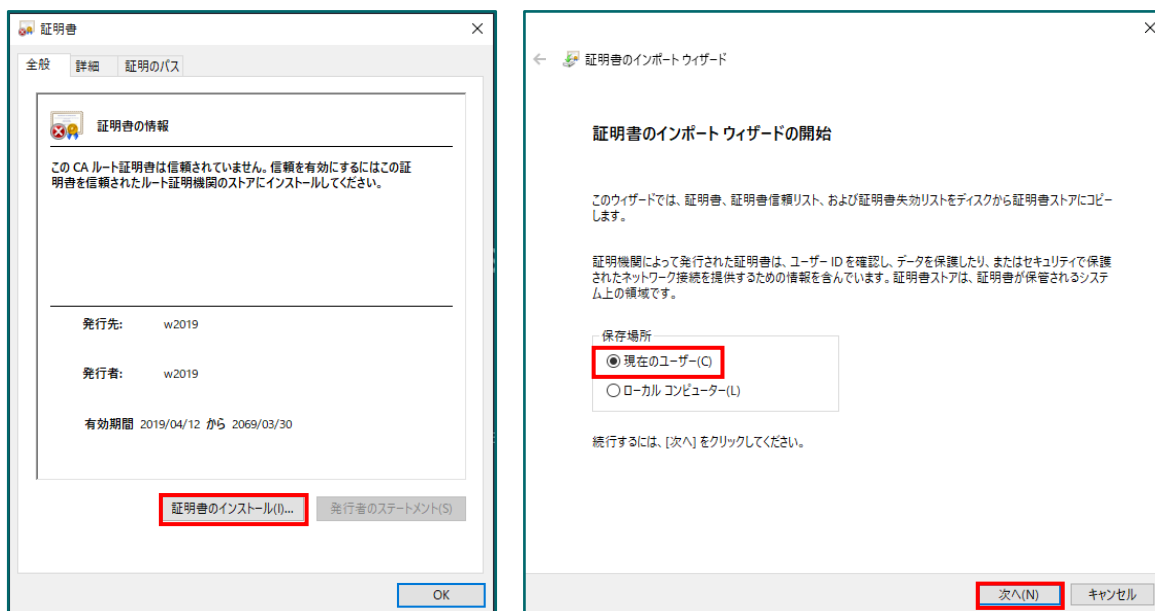 証明書
全般
詳細
証明のパス
証明書の情報
この CA ルート証明書は信頼されていません。信頼を有効にするにはこの証
明書を信頼されたルート証明機関のストアにインストールしてください。
発行先: w2019
発行者: w2019
有効期間 2019/04/12 から 2069/03/30
証明書のインストール(I)...
発行者のステートメント(S)
OK
証明書のインポート ウィザード
証明書のインポート ウィザードの開始
このウィザードでは、証明書、証明書信頼リスト、および証明書失効リストをディスクから証明書ストアにコピー
します。
証明機関によって発行された証明書は、ユーザー ID を確認し、データを保護したり、またはセキュリティで保護
されたネットワーク接続を提供するための情報を含んでいます。証明書ストアは、証明書が保管されるシステ
ム上の領域です。
保存場所
現在のユーザー(C)
ローカル コンピューター(L)
続行するには、[次へ] をクリックしてください。
次へ(N)
キャンセル